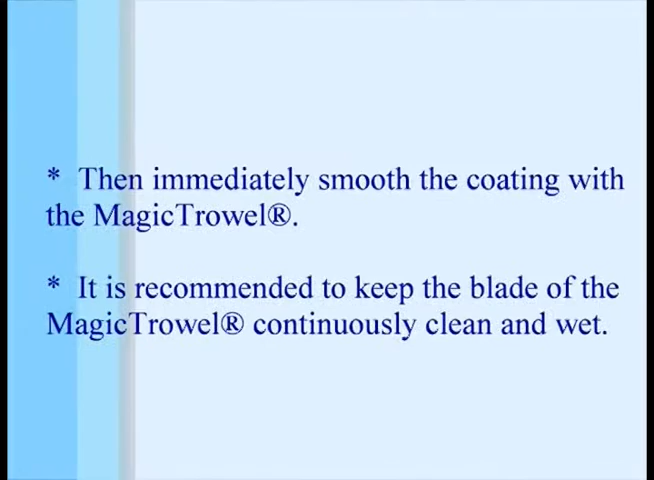 * Then immediately smooth the coating with
the MagicTrowel®.
* It is recommended to keep the blade of the
MagicTrowel® continuously clean and wet.